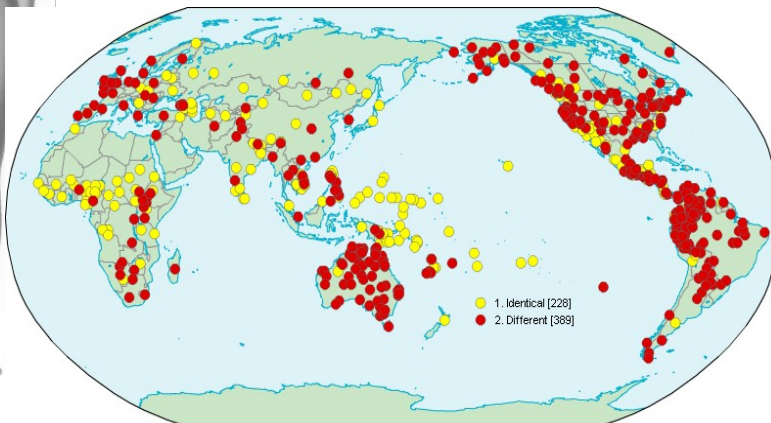 1. Identical [228]
2. Different [389]